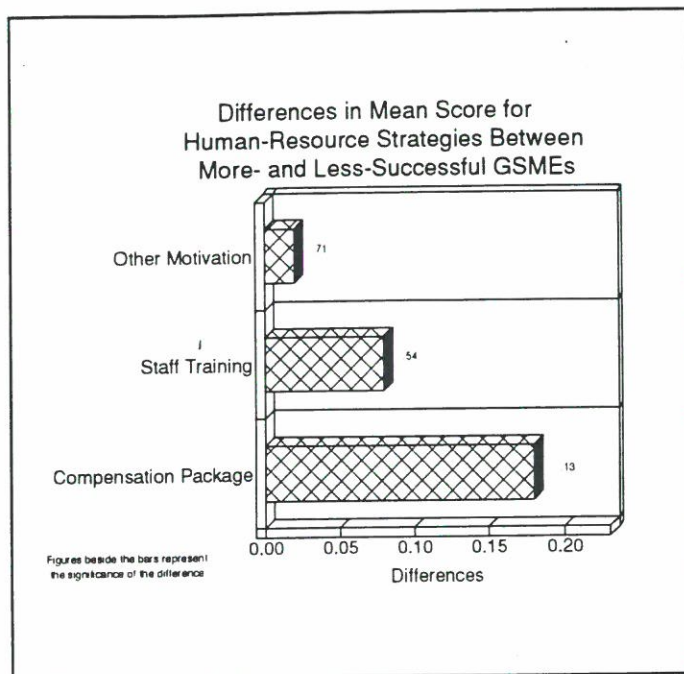 Differences in Mean Score for
Human-Resource Strategies Between
More- and Less-Successful GSMEs
Other Motivation
71
Staff Training
54
Compensation Package
13
0.00 0.05 0.10 0.15 0.20
Differences
Figures beside the bars represent
the significance of the difference